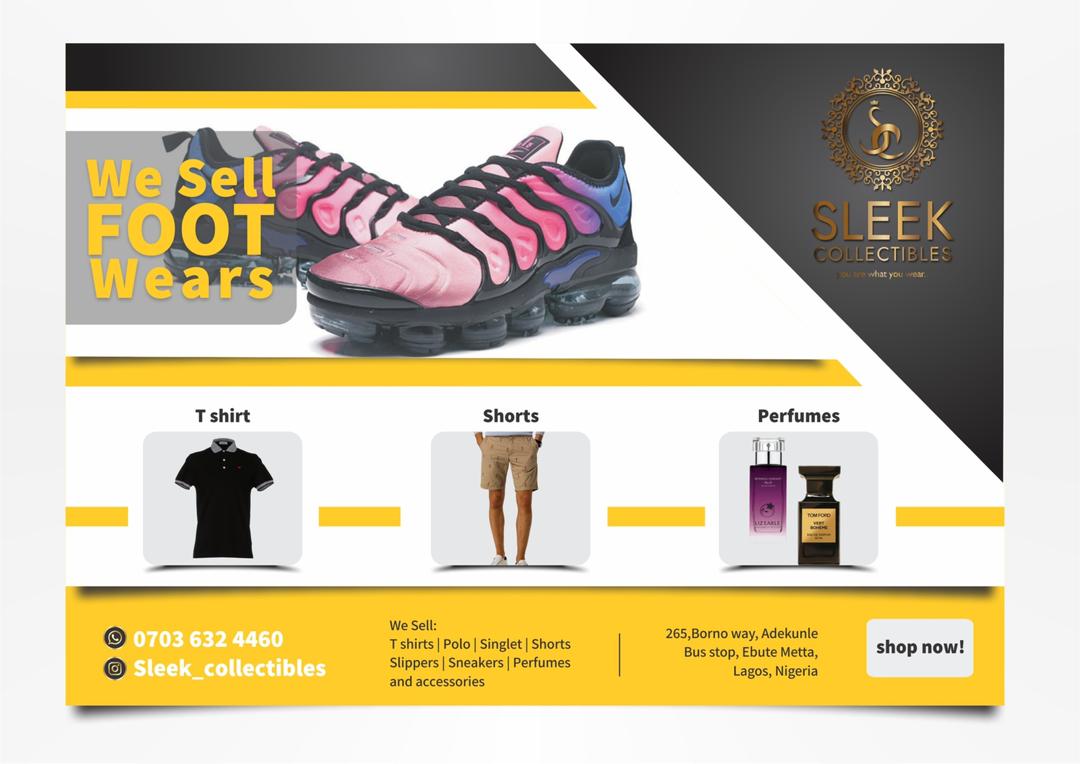 We Sell
FOOT
Wears
SLEEK
COLLECTIBLES
you are what you wear.
T shirt
Shorts
Perfumes
LIZ EARLE
TOM FORD
VERT
BOHEME
0703 632 4460
Sleek_collectibles
We Sell:
T shirts | Polo | Singlet | Shorts
Slippers | Sneakers | Perfumes
and accessories
265,Borno way, Adekunle
Bus stop, Ebute Metta,
Lagos, Nigeria
shop now!